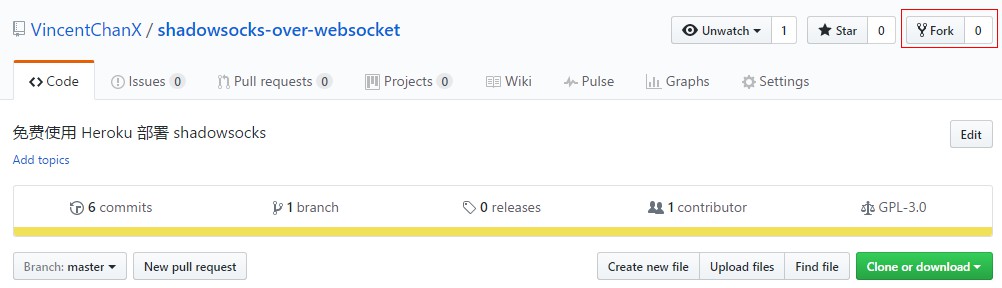 VincentChanX / shadowsocks-over-websocket Unwatch 1 Star 0 Fork 0
Code Issues 0 Pull requests 0 Projects 0 Wiki Pulse Graphs Settings
免费使用 Heroku 部署 shadowsocks Edit
Add topics
6 commits 1 branch 0 releases 1 contributor GPL-3.0
Branch: master New pull request Create new file Upload files Find file Clone or download